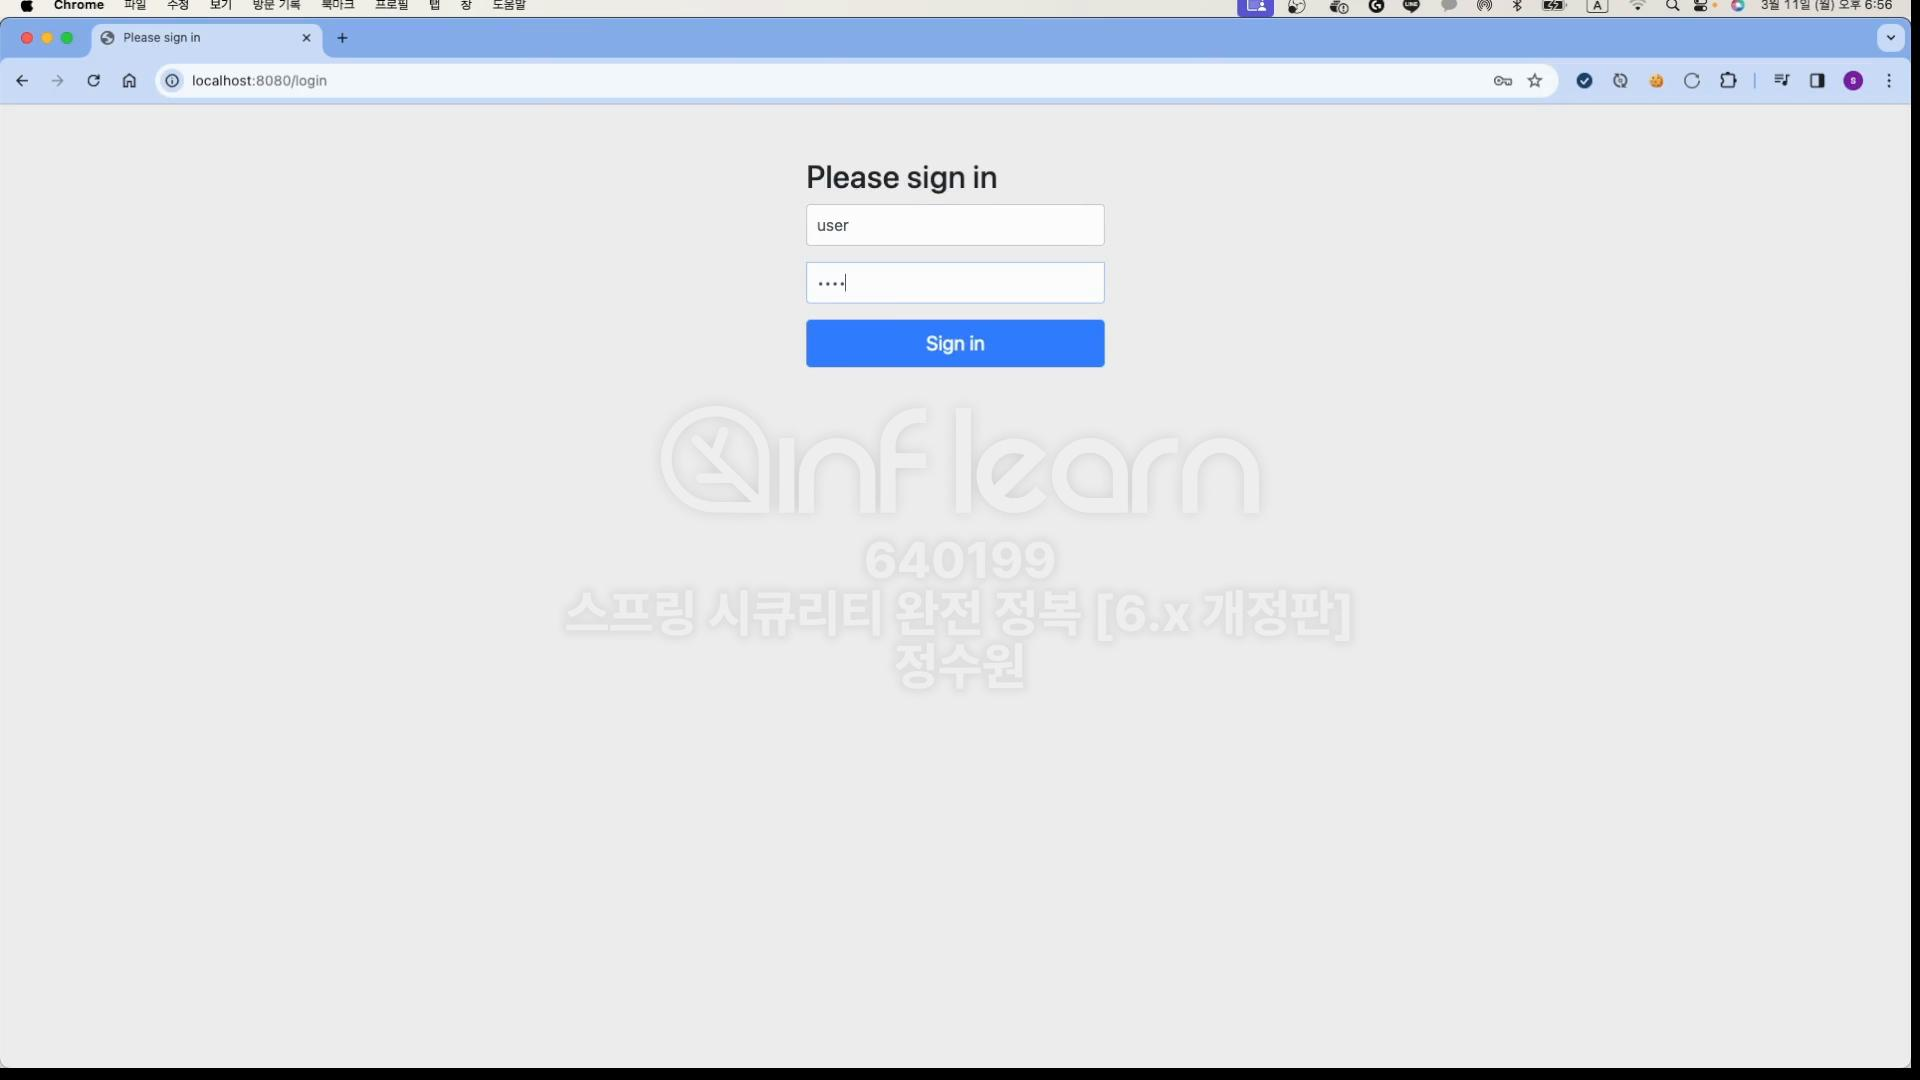 Chrome 파일 수정 보기 방문 기록 북마크 프로필 탭 창 도움말 A 3월 11일 (월) 오후 6:56
Please sign in
localhost:8080/login
Please sign in
user
••••
Sign in
inflearn
640199
스프링 시큐리티 완전 정복 [6.x 개정판]
정수원